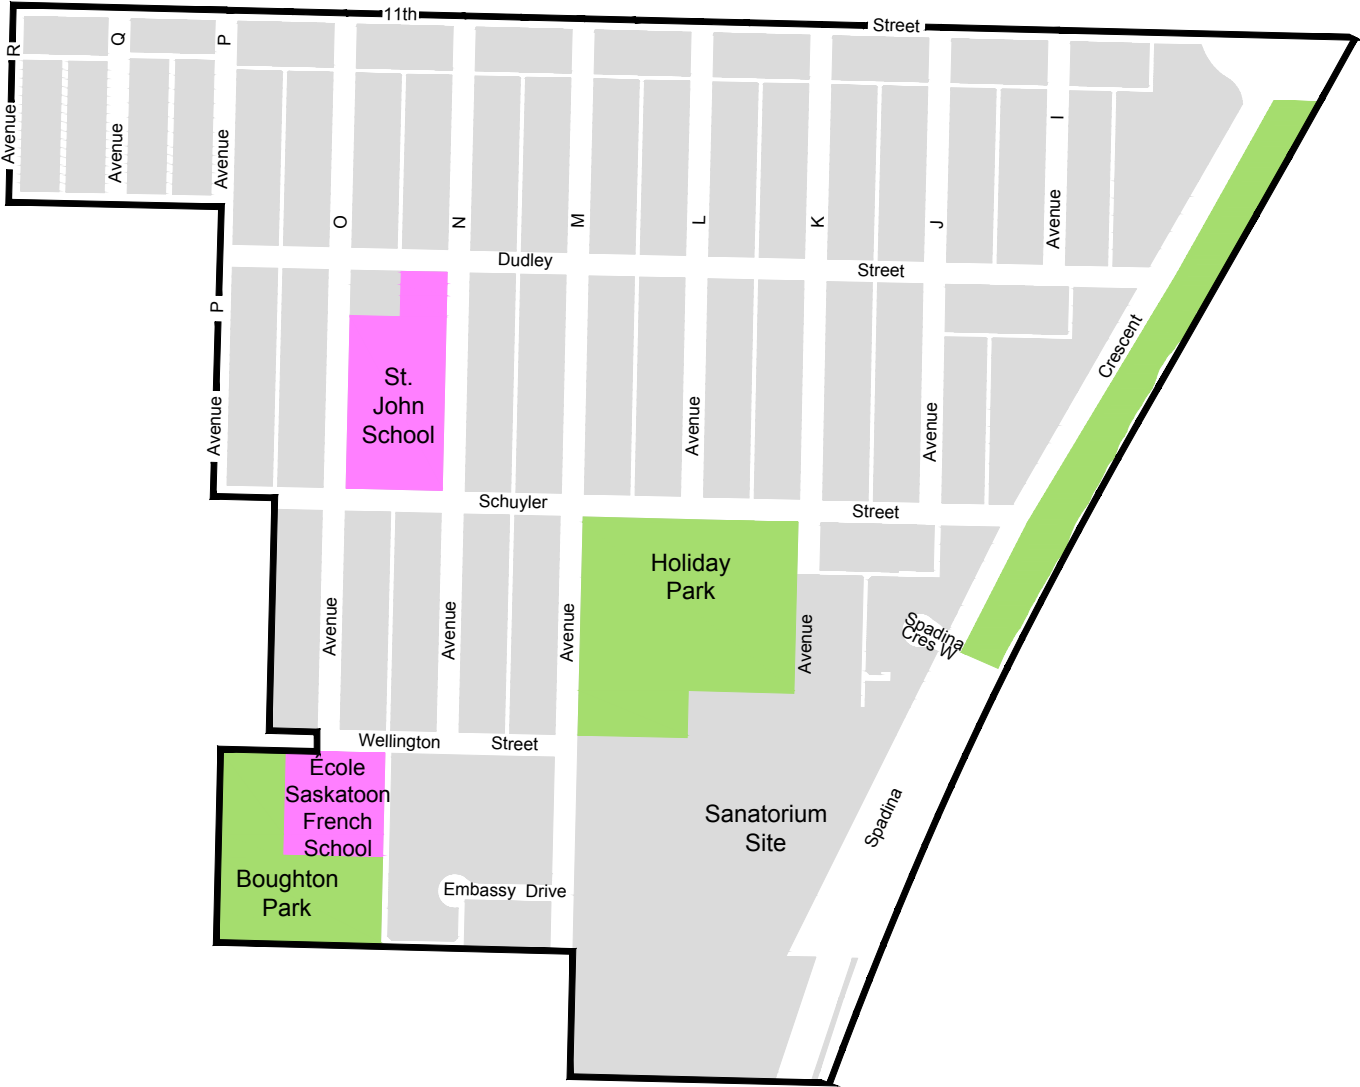 11th
Street
R
Q
P
Avenue
Avenue
Avenue
I
Avenue
O
N
M
L
K
J
Dudley
Street
P
Avenue
Crescent
St.
John
School
Avenue
Avenue
Schuyler
Street
Holiday
Park
Avenue
Avenue
Avenue
Avenue
Spadina
Cres W
Wellington
Street
École
Saskatoon
French
School
Boughton
Park
Sanatorium
Site
Spadina
Embassy Drive